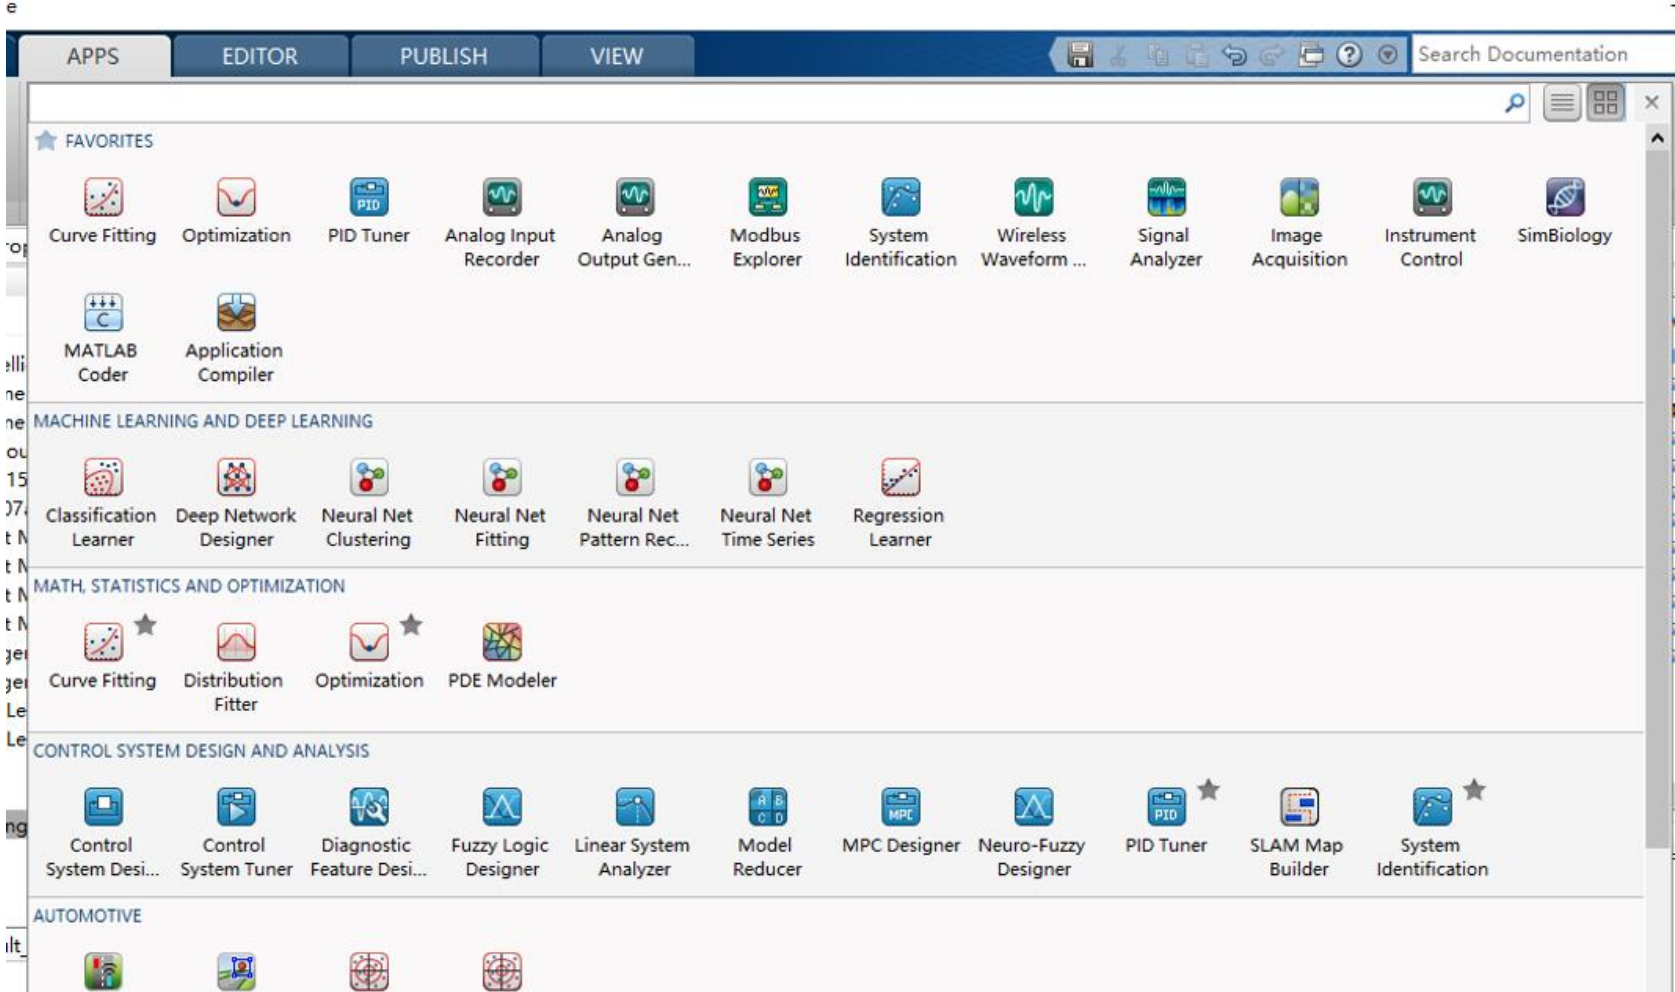 e
APPS EDITOR PUBLISH VIEW Search Documentation
FAVORITES
Curve Fitting Optimization PID Tuner Analog Input Analog Modbus System Wireless Signal Image Instrument SimBiology
Recorder Output Gen... Explorer Identification Waveform ... Analyzer Acquisition Control
MATLAB Application
Coder Compiler
MACHINE LEARNING AND DEEP LEARNING
Classification Deep Network Neural Net Neural Net Neural Net Neural Net Regression
Learner Designer Clustering Fitting Pattern Rec... Time Series Learner
MATH, STATISTICS AND OPTIMIZATION
Curve Fitting Distribution Optimization PDE Modeler
Fitter
CONTROL SYSTEM DESIGN AND ANALYSIS
A B
PID C D MPC PID
Control Control Diagnostic Fuzzy Logic Linear System Model MPC Designer Neuro-Fuzzy PID Tuner SLAM Map System
System Desi... System Tuner Feature Desi... Designer Analyzer Reducer Designer Builder Identification
AUTOMOTIVE